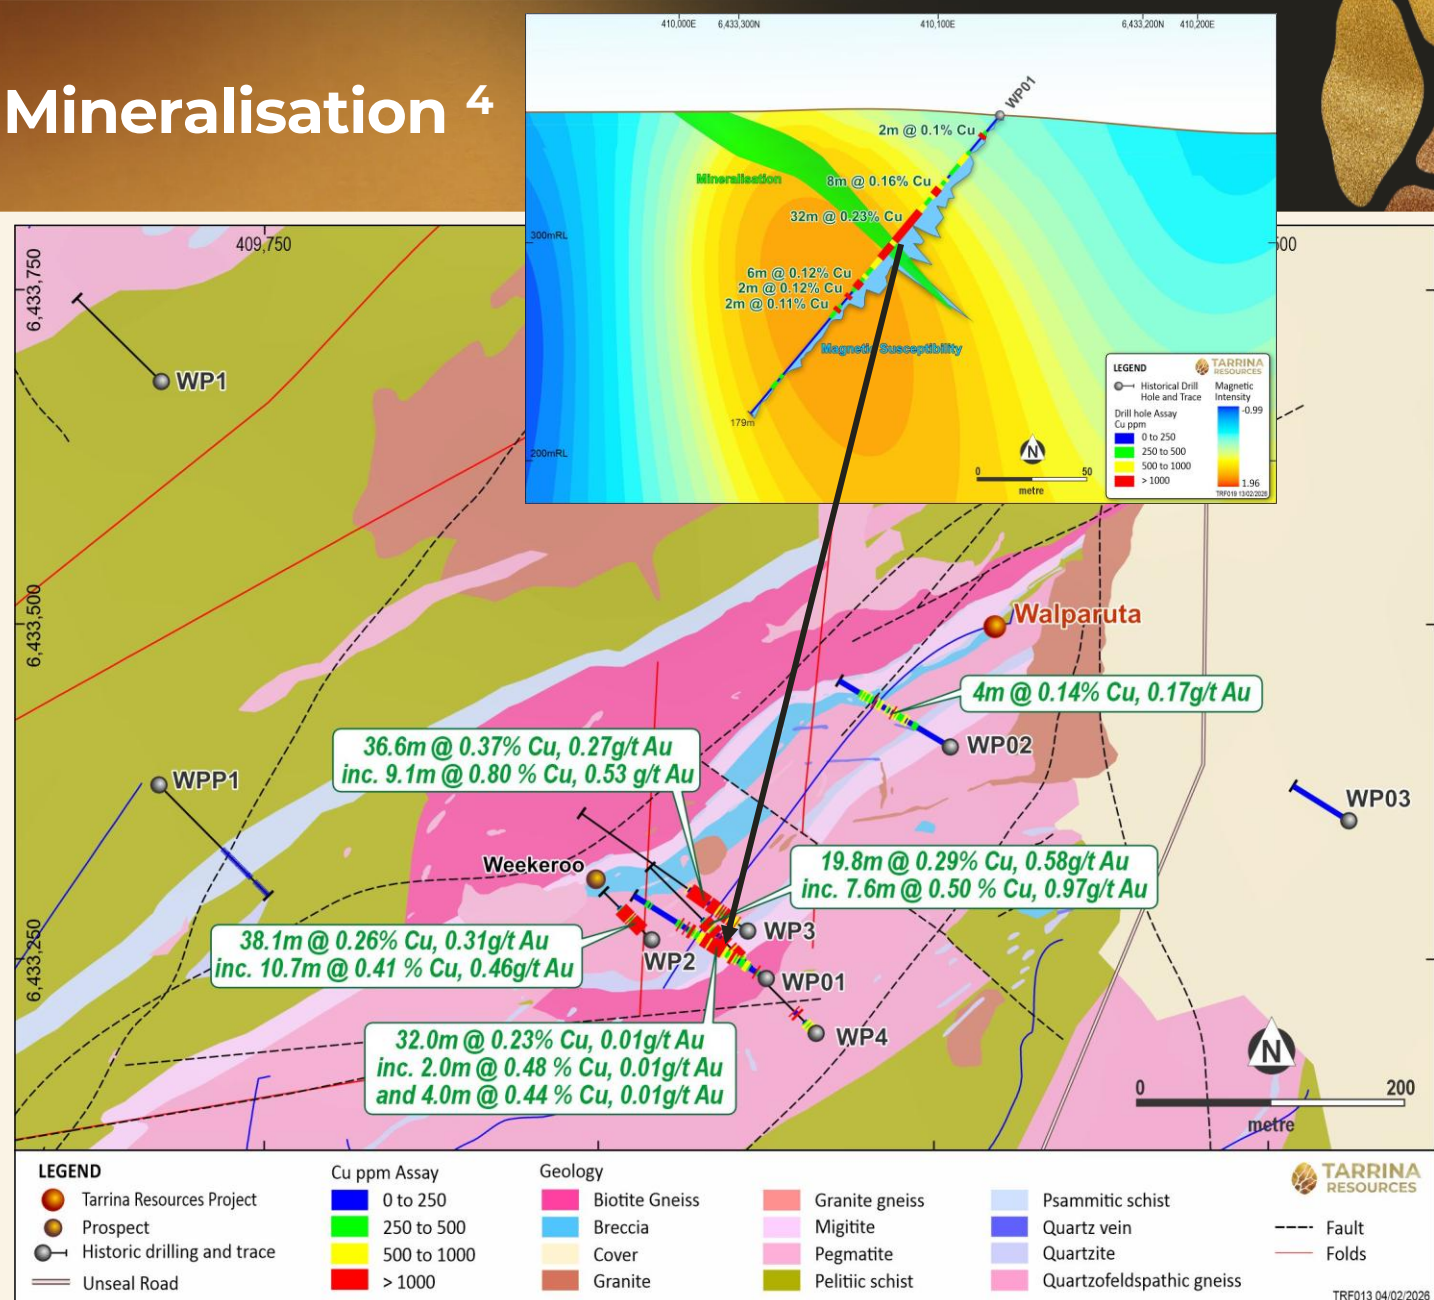 Mineralisation 4
410,000E
6,433,300N
410,100E
6,433,200N
410,200E
WP01
2m @ 0.1% Cu
Mineralisation
8m @ 0.16% Cu
32m @ 0.23% Cu
300mRL
6m @ 0.12% Cu
2m @ 0.12% Cu
2m @ 0.11% Cu
Magnetic Susceptibility
179m
200mRL
N
0 50
metre
LEGEND
TARRINA
RESOURCES
Historical Drill
Hole and Trace
Magnetic
Intensity
Drill hole Assay
Cu ppm
0 to 250
250 to 500
500 to 1000
> 1000
-0.99
1.96
TRF019 13/02/2026
409,750
500
6,433,750
WP1
6,433,500
Walparuta
4m @ 0.14% Cu, 0.17g/t Au
WP02
36.6m @ 0.37% Cu, 0.27g/t Au
inc. 9.1m @ 0.80 % Cu, 0.53 g/t Au
WPP1
WP03
Weekeroo
19.8m @ 0.29% Cu, 0.58g/t Au
inc. 7.6m @ 0.50 % Cu, 0.97g/t Au
WP3
38.1m @ 0.26% Cu, 0.31g/t Au
inc. 10.7m @ 0.41 % Cu, 0.46g/t Au
WP2
WP01
6,433,250
WP4
32.0m @ 0.23% Cu, 0.01g/t Au
inc. 2.0m @ 0.48 % Cu, 0.01g/t Au
and 4.0m @ 0.44 % Cu, 0.01g/t Au
N
0 200
metre
LEGEND
Tarrina Resources Project
Prospect
Historic drilling and trace
Unseal Road
Cu ppm Assay
0 to 250
250 to 500
500 to 1000
> 1000
Geology
Biotite Gneiss
Breccia
Cover
Granite
Granite gneiss
Migitite
Pegmatite
Pelitiic schist
Psammitic schist
Quartz vein
Quartzite
Quartzofeldspathic gneiss
TARRINA
RESOURCES
Fault
Folds
TRF013 04/02/2026